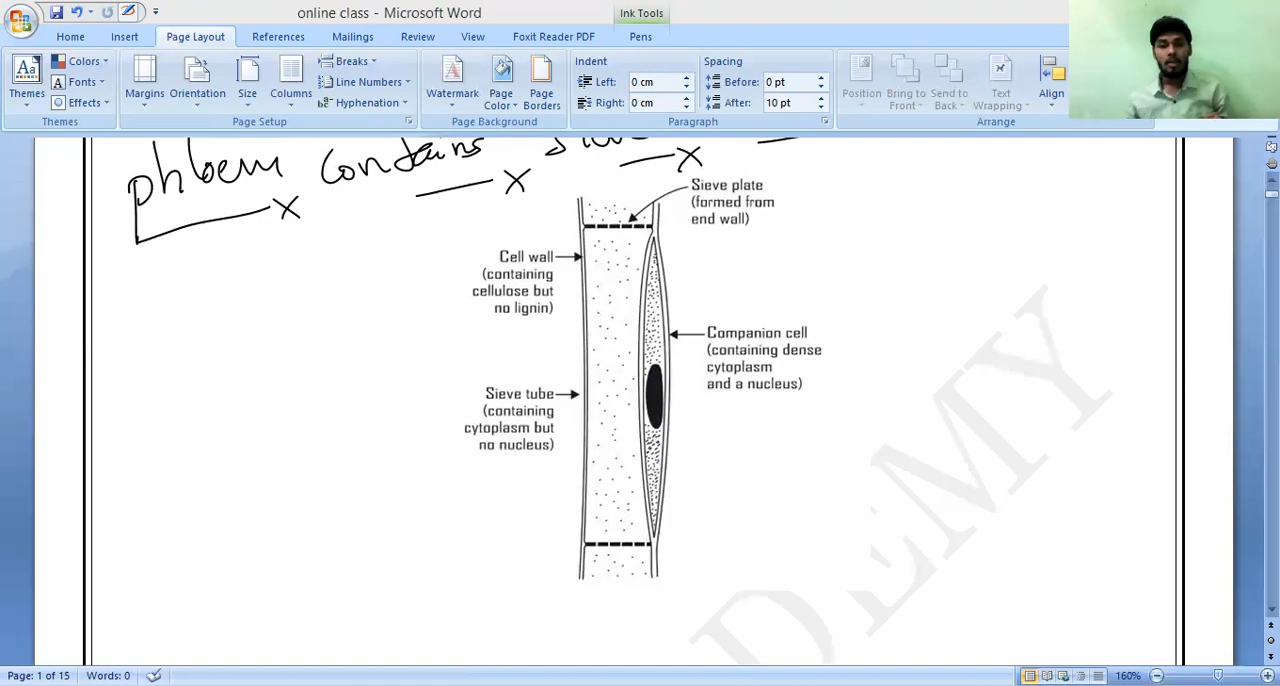 online class - Microsoft Word
Ink Tools
Home Insert Page Layout References Mailings Review View Foxit Reader PDF Pens
Themes
Colors
Fonts
Effects
Themes
Margins
Orientation
Size
Columns
Breaks
Line Numbers
Hyphenation
Page Setup
Watermark
Page Color
Page Borders
Page Background
Indent
Left: 0 cm
Right: 0 cm
Spacing
Before: 0 pt
After: 10 pt
Paragraph
Position
Bring to Front
Send to Back
Text Wrapping
Align
Arrange
phloem contains
Sieve plate
(formed from
end wall)
Cell wall
(containing
cellulose but
no lignin)
Companion cell
(containing dense
cytoplasm
and a nucleus)
Sieve tube
(containing
cytoplasm but
no nucleus)
DEMY
Page: 1 of 15 Words: 0 160%